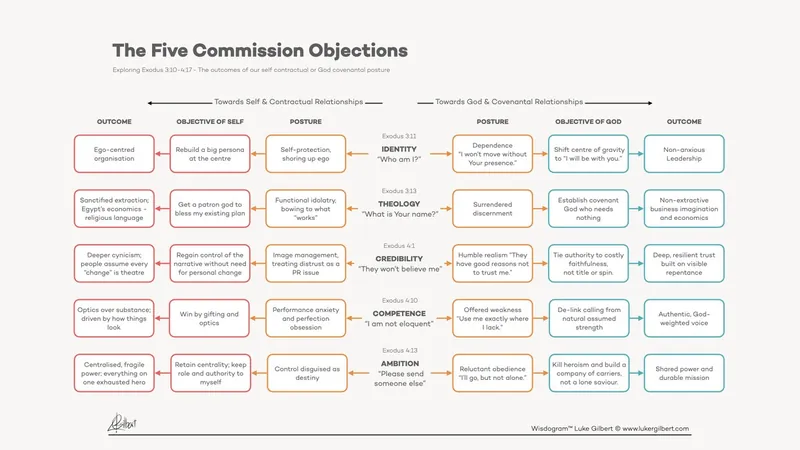 The Five Commission Objections
Exploring Exodus 3:10-4:17 - The outcomes of our self contractual or God covenantal posture
Towards Self & Contractual Relationships
Towards God & Covenantal Relationships
OUTCOME
OBJECTIVE OF SELF
POSTURE
POSTURE
OBJECTIVE OF GOD
OUTCOME
Ego-centred
organisation
Rebuild a big persona
at the centre
Self-protection,
shoring up ego
Exodus 3:11
IDENTITY
"Who am I?"
Dependence
"I won't move without
Your presence."
Shift centre of gravity
to "I will be with you."
Non-anxious
Leadership
Sanctified extraction;
Egypt's economics -
religious language
Get a patron god to
bless my existing plan
Functional idolatry,
bowing to what
"works"
Exodus 3:13
THEOLOGY
"What is Your name?"
Surrendered
discernment
Establish covenant
God who needs
nothing
Non-extractive
business imagination
and economics
Deeper cynicism;
people assume every
"change" is theatre
Regain control of the
narrative without need
for personal change
Image management,
treating distrust as a
PR issue
Exodus 4:1
CREDIBILITY
"They won't believe me"
Humble realism "They
have good reasons not
to trust me."
Tie authority to costly
faithfulness,
not title or spin.
Deep, resilient trust
built on visible
repentance
Optics over substance;
driven by how things
look
Win by gifting and
optics
Performance anxiety
and perfection
obsession
Exodus 4:10
COMPETENCE
"I am not eloquent"
Offered weakness
"Use me exactly where
I lack."
De-link calling from
natural assumed
strength
Authentic, God-
weighted voice
Centralised, fragile
power; everything on
one exhausted hero
Retain centrality; keep
role and authority to
myself
Control disguised as
destiny
Exodus 4:13
AMBITION
"Please send
someone else"
Reluctant obedience
"I'll go, but not alone."
Kill heroism and build a
company of carriers,
not a lone saviour.
Shared power and
durable mission
Gilbert
Wisdogram™ Luke Gilbert © www.lukergilbert.com